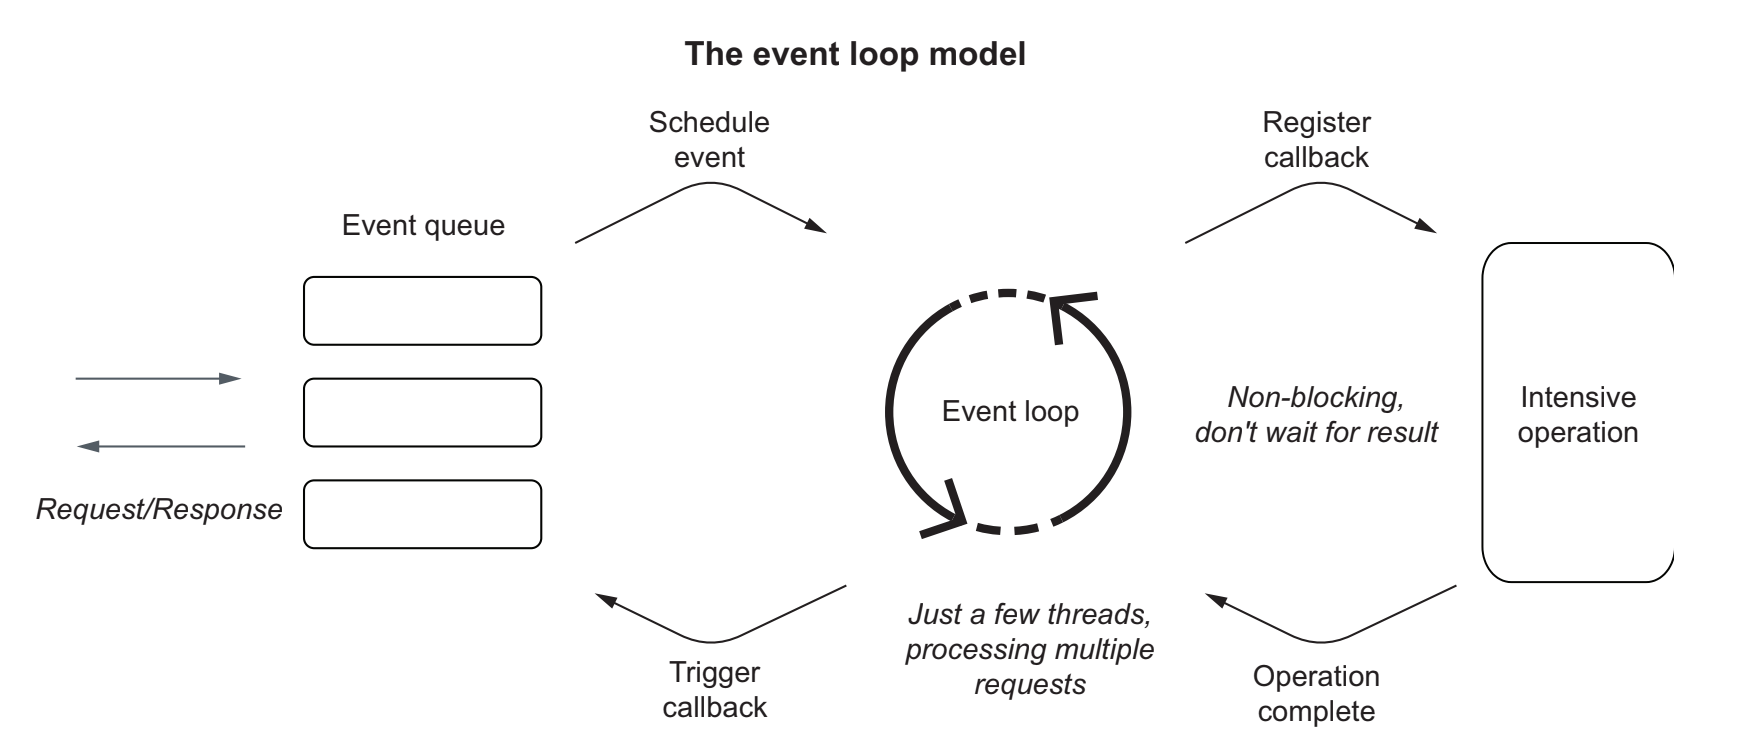 The event loop model
Schedule
event
Register
callback
Event queue
Event loop
Non-blocking,
don't wait for result
Intensive
operation
Request/Response
Just a few threads,
processing multiple
requests
Trigger
callback
Operation
complete